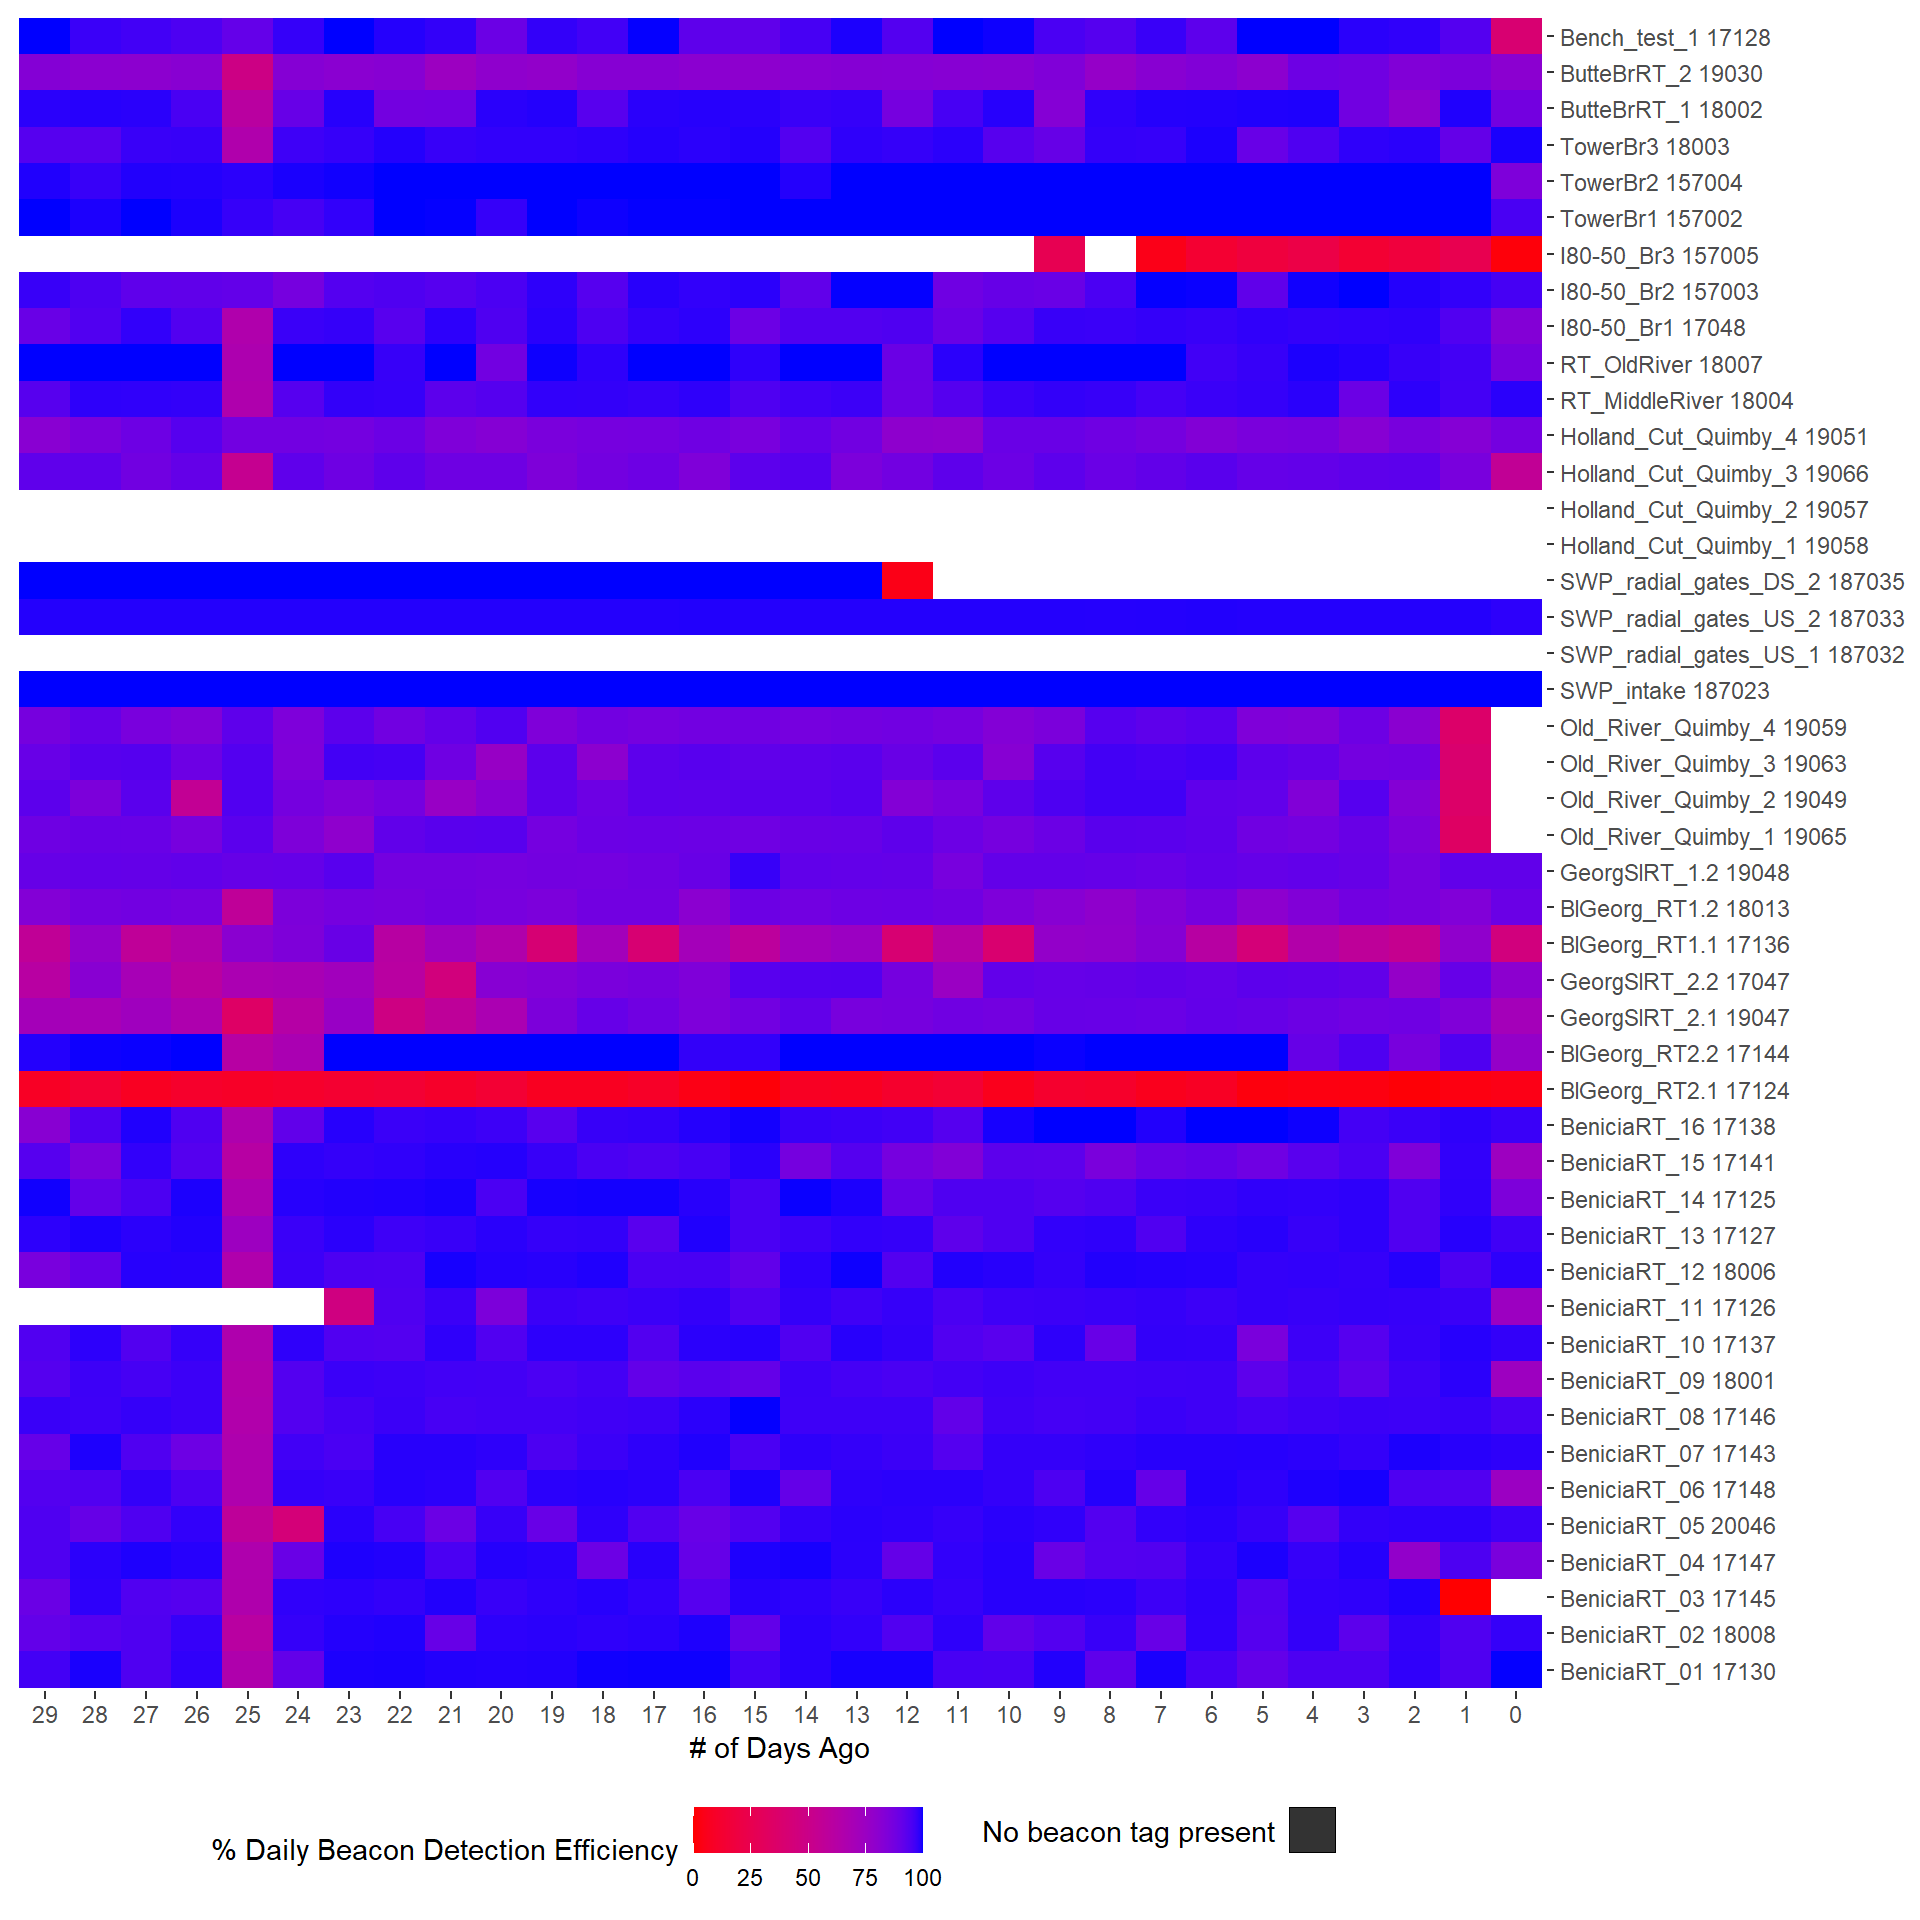 Bench_test_1 17128
ButteBrRT_2 19030
ButteBrRT_1 18002
TowerBr3 18003
TowerBr2 157004
TowerBr1 157002
I80-50_Br3 157005
I80-50_Br2 157003
I80-50_Br1 17048
RT_OldRiver 18007
RT_MiddleRiver 18004
Holland_Cut_Quimby_4 19051
Holland_Cut_Quimby_3 19066
Holland_Cut_Quimby_2 19057
Holland_Cut_Quimby_1 19058
SWP_radial_gates_DS_2 187035
SWP_radial_gates_US_2 187033
SWP_radial_gates_US_1 187032
SWP_intake 187023
Old_River_Quimby_4 19059
Old_River_Quimby_3 19063
Old_River_Quimby_2 19049
Old_River_Quimby_1 19065
GeorgSlRT_1.2 19048
BlGeorg_RT1.2 18013
BlGeorg_RT1.1 17136
GeorgSlRT_2.2 17047
GeorgSlRT_2.1 19047
BlGeorg_RT2.2 17144
BlGeorg_RT2.1 17124
BeniciaRT_16 17138
BeniciaRT_15 17141
BeniciaRT_14 17125
BeniciaRT_13 17127
BeniciaRT_12 18006
BeniciaRT_11 17126
BeniciaRT_10 17137
BeniciaRT_09 18001
BeniciaRT_08 17146
BeniciaRT_07 17143
BeniciaRT_06 17148
BeniciaRT_05 20046
BeniciaRT_04 17147
BeniciaRT_03 17145
BeniciaRT_02 18008
BeniciaRT_01 17130
29 28 27 26 25 24 23 22 21 20 19 18 17 16 15 14 13 12 11 10 9 8 7 6 5 4 3 2 1 0
# of Days Ago
% Daily Beacon Detection Efficiency
0 25 50 75 100
No beacon tag present